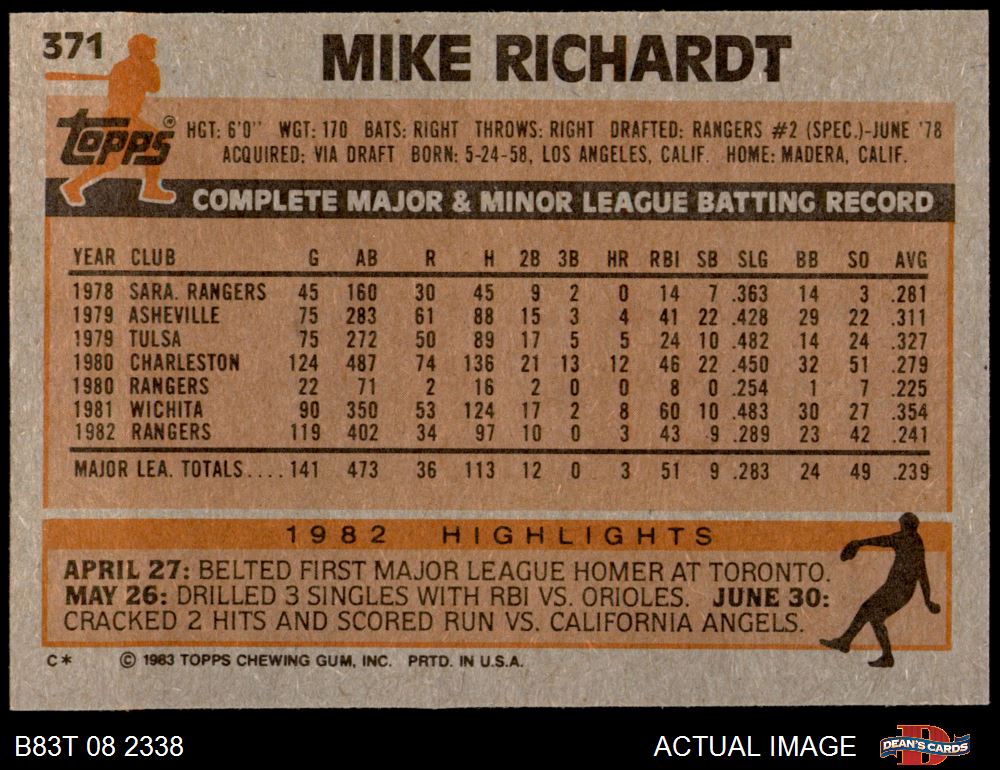 371
MIKE RICHARDT
Topps®
HGT: 6'0" WGT: 170 BATS: RIGHT THROWS: RIGHT DRAFTED: RANGERS #2 (SPEC.)-JUNE '78
ACQUIRED: VIA DRAFT BORN: 5-24-58, LOS ANGELES, CALIF. HOME: MADERA, CALIF.
COMPLETE MAJOR & MINOR LEAGUE BATTING RECORD
YEAR CLUB G AB R H 2B 3B HR RBI SB SLG BB SO AVG
1978 SARA. RANGERS 45 160 30 45 9 2 0 14 7 .363 14 3 .281
1979 ASHEVILLE 75 283 61 88 15 3 4 41 22 .428 29 22 .311
1979 TULSA 75 272 50 89 17 5 5 24 10 .482 14 24 .327
1980 CHARLESTON 124 487 74 136 21 13 12 46 22 .450 32 51 .279
1980 RANGERS 22 71 2 16 2 0 0 8 0 .254 1 7 .225
1981 WICHITA 90 350 53 124 17 2 8 60 10 .483 30 27 .354
1982 RANGERS 119 402 34 97 10 0 3 43 9 .289 23 42 .241
MAJOR LEA. TOTALS.... 141 473 36 113 12 0 3 51 9 .283 24 49 .239
1982 HIGHLIGHTS
APRIL 27: BELTED FIRST MAJOR LEAGUE HOMER AT TORONTO.
MAY 26: DRILLED 3 SINGLES WITH RBI VS. ORIOLES. JUNE 30:
CRACKED 2 HITS AND SCORED RUN VS. CALIFORNIA ANGELS.
C* © 1983 TOPPS CHEWING GUM, INC. PRTD. IN U.S.A.
B83T 08 2338 ACTUAL IMAGE D DEAN'S CARDS